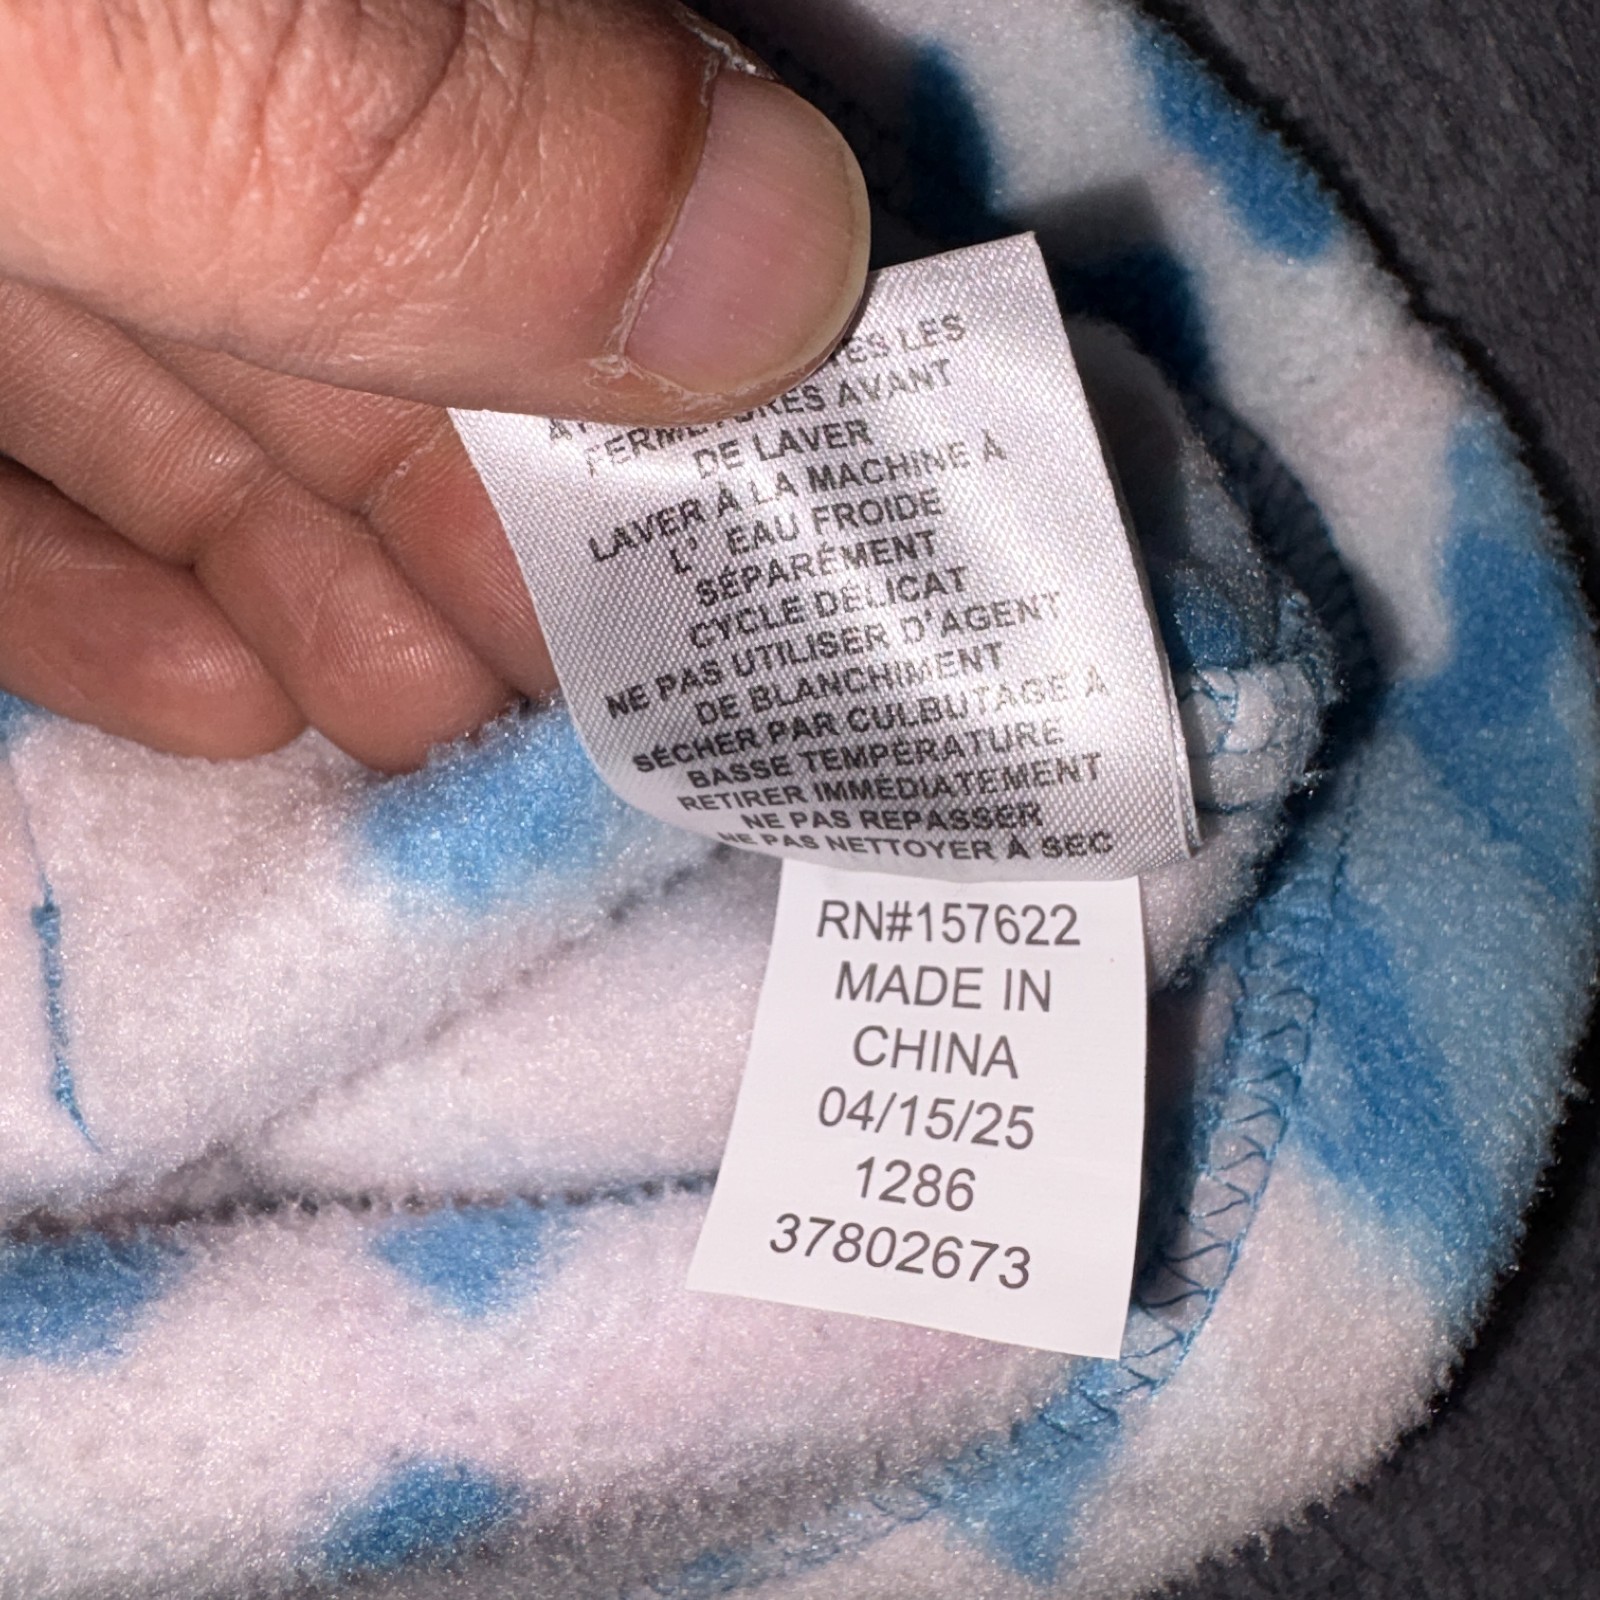 LES
AVANT
DE LAVER
LAVER À LA MACHINE À
L' EAU FROIDE
SÉPARÉMENT
CYCLE DÉLICAT
NE PAS UTILISER D'AGENT
DE BLANCHIMENT
SÉCHER PAR CULBUTAGE À
BASSE TEMPÉRATURE
RETIRER IMMÉDIATEMENT
NE PAS REPASSER
NE PAS NETTOYER À SEC
RN#157622
MADE IN
CHINA
04/15/25
1286
37802673